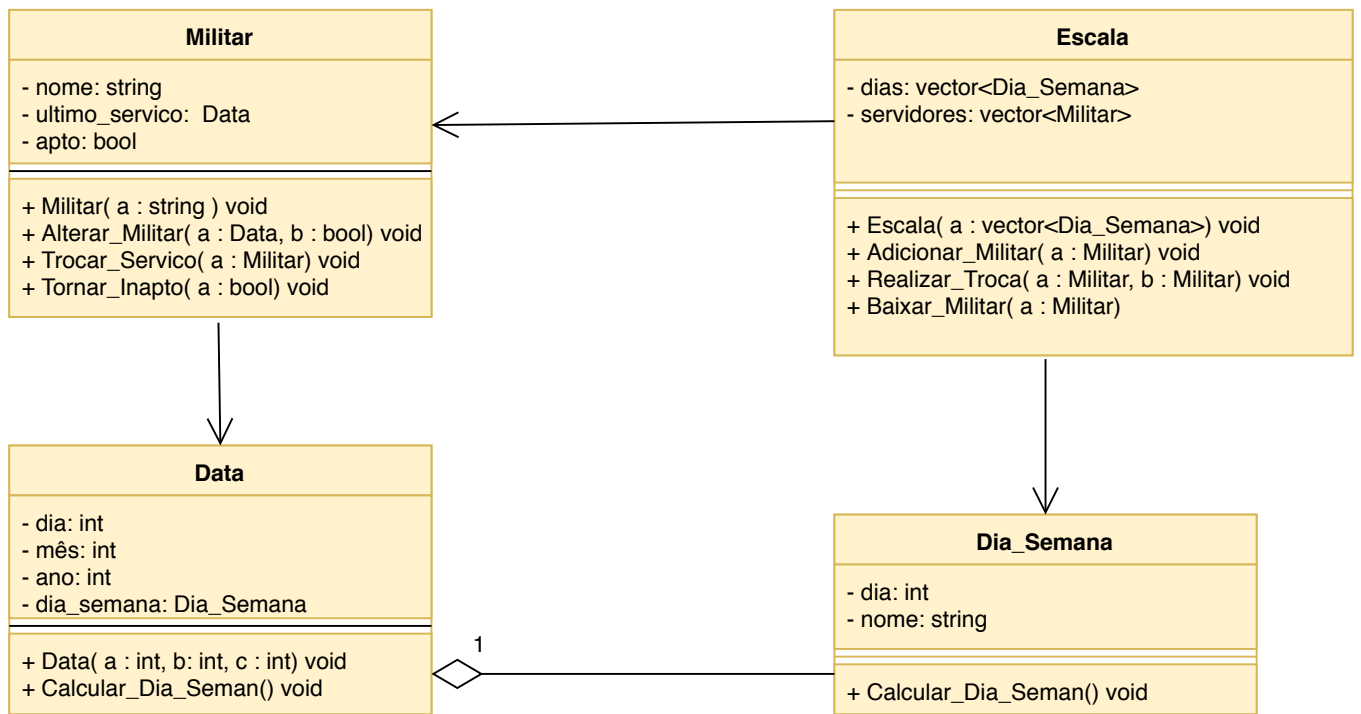 Militar
- nome: string
- ultimo_servico:  Data
- apto: bool
+ Militar( a : string ) void
+ Alterar_Militar( a : Data, b : bool) void
+ Trocar_Servico( a : Militar) void
+ Tornar_Inapto( a : bool) void
Escala
- dias: vector<Dia_Semana>
- servidores: vector<Militar>
+ Escala( a : vector<Dia_Semana>) void
+ Adicionar_Militar( a : Militar) void
+ Realizar_Troca( a : Militar, b : Militar) void
+ Baixar_Militar( a : Militar)
Data
- dia: int
- mês: int
- ano: int
- dia_semana: Dia_Semana
+ Data( a : int, b: int, c : int) void
+ Calcular_Dia_Seman() void
1
Dia_Semana
- dia: int
- nome: string
+ Calcular_Dia_Seman() void